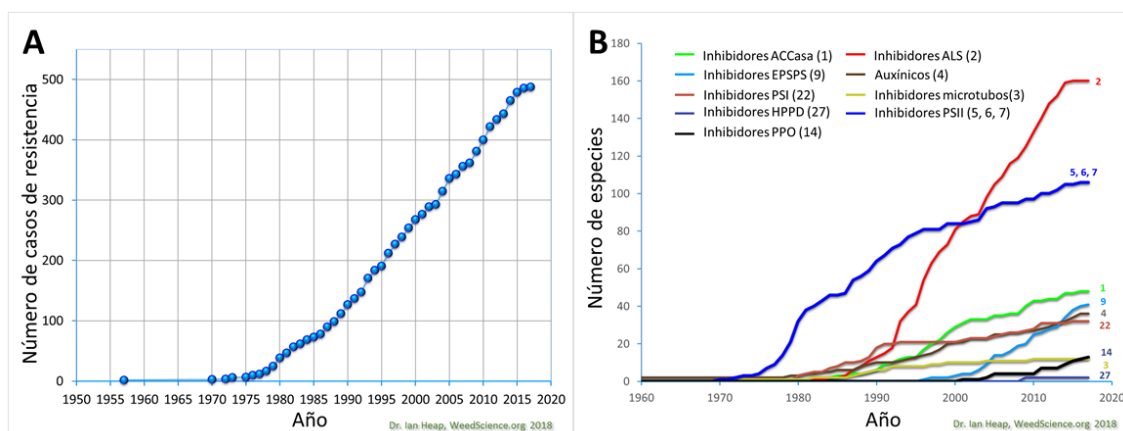 A
Número de casos de resistencia
500
400
300
200
100
0
1950 1955 1960 1965 1970 1975 1980 1985 1990 1995 2000 2005 2010 2015 2020
Año
Dr. Ian Heap, WeedScience.org 2018
B
Número de especies
180
160
140
120
100
80
60
40
20
0
Inhibidores ACCasa (1)
Inhibidores ALS (2)
Inhibidores EPSPS (9)
Auxínicos (4)
Inhibidores PSI (22)
Inhibidores microtubos(3)
Inhibidores HPPD (27)
Inhibidores PSII (5, 6, 7)
Inhibidores PPO (14)
2
5, 6, 7
1
9
4
22
14
3
27
1960 1970 1980 1990 2000 2010 2020
Año
Dr. Ian Heap, WeedScience.org 2018